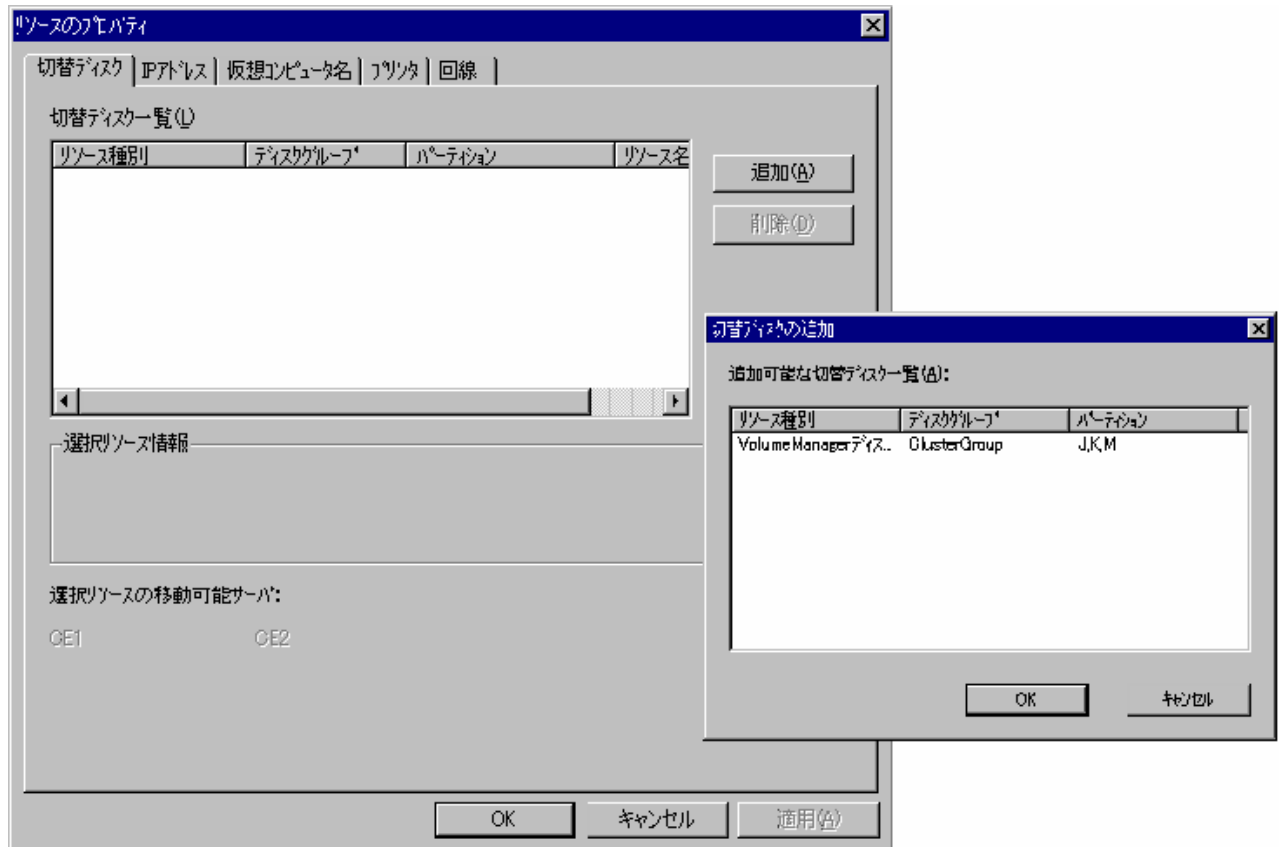 リソースのプロパティ
切替ディスク IPアドレス 仮想コンピュータ名 プリンタ 回線
切替ディスク一覧(L)
リソース種別 ディスクグループ パーティション リソース名
追加(A)
削除(D)
選択リソース情報
選択リソースの移動可能サーバ:
CE1 CE2
OK キャンセル 適用(A)
切替ディスクの追加
追加可能な切替ディスク一覧(A):
リソース種別 ディスクグループ パーティション
VolumeManagerディス... ClusterGroup J,K,M
OK キャンセル